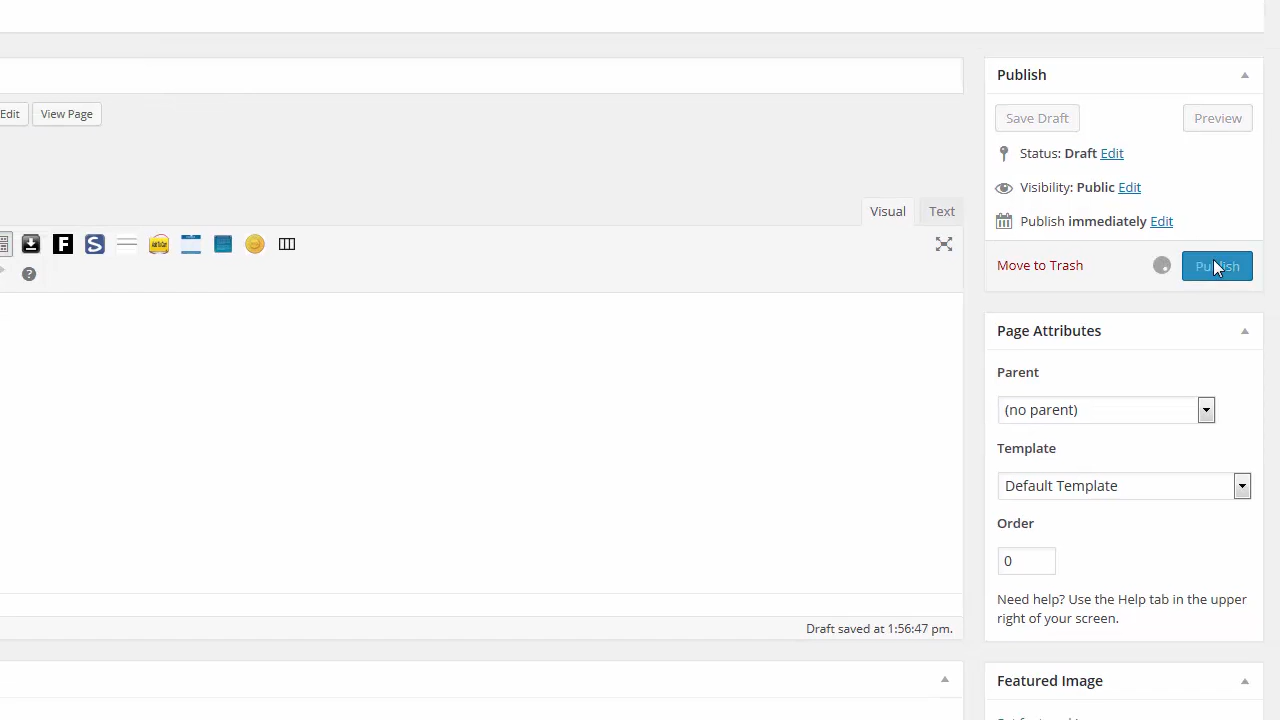 Publish
Edit
View Page
Save Draft
Preview
Status: Draft Edit
Visibility: Public Edit
Visual
Text
Publish immediately Edit
F
S
?
Move to Trash
Publish
Page Attributes
Parent
(no parent)
Template
Default Template
Order
0
Need help? Use the Help tab in the upper
right of your screen.
Draft saved at 1:56:47 pm.
Featured Image